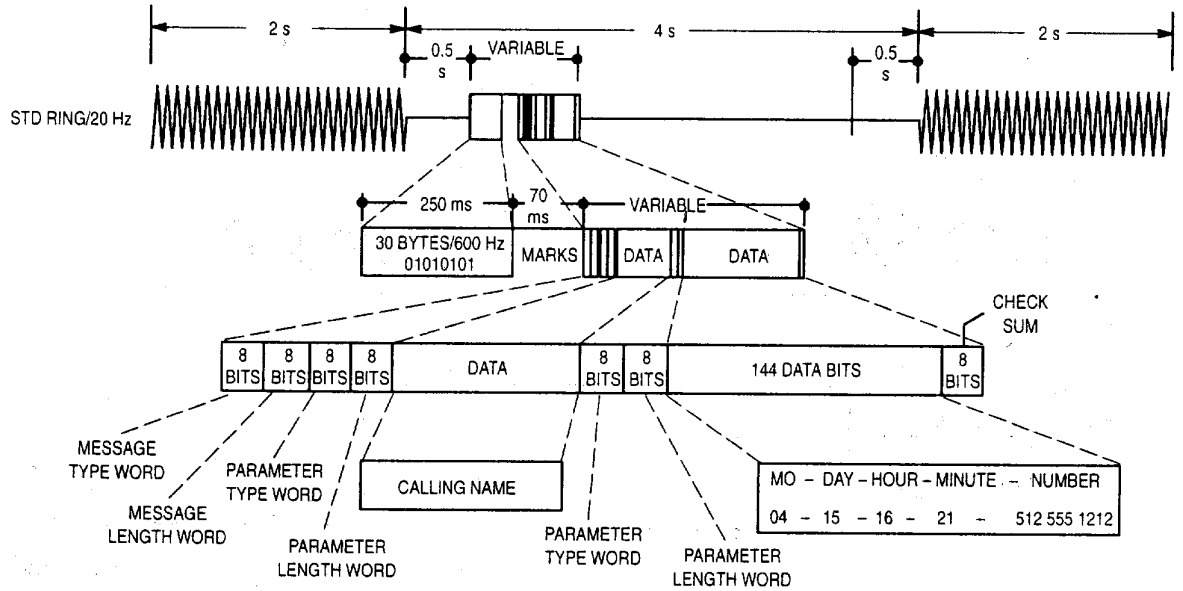 2 s
4 s
2 s
0.5
s
VARIABLE
0.5
s
STD RING/20 Hz
250 ms
70
ms
VARIABLE
30 BYTES/600 Hz
01010101
MARKS
DATA
DATA
CHECK
SUM
8
BITS
8
BITS
8
BITS
8
BITS
DATA
8
BITS
8
BITS
144 DATA BITS
8
BITS
MESSAGE
TYPE WORD
MESSAGE
LENGTH WORD
PARAMETER
TYPE WORD
PARAMETER
LENGTH WORD
CALLING NAME
PARAMETER
TYPE WORD
PARAMETER
LENGTH WORD
MO – DAY – HOUR – MINUTE – NUMBER
04 – 15 – 16 – 21 – 512 555 1212